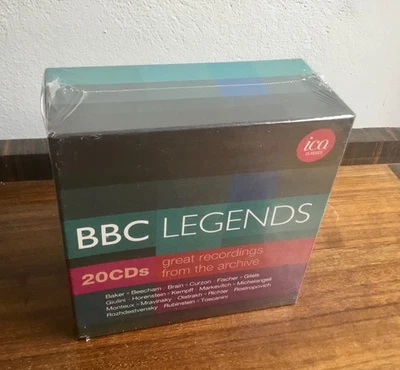 ica
CLASSICS
BBC LEGENDS
20CDs
great recordings
from the archive
Baker - Beecham - Brain - Curzon - Fischer - Gilels
Giulini - Horenstein - Kempff - Markevitch - Michelangeli
Monteux - Mravinsky - Oistrakh - Richter - Rostropovich
Rozhdestvensky - Rubinstein - Toscanini